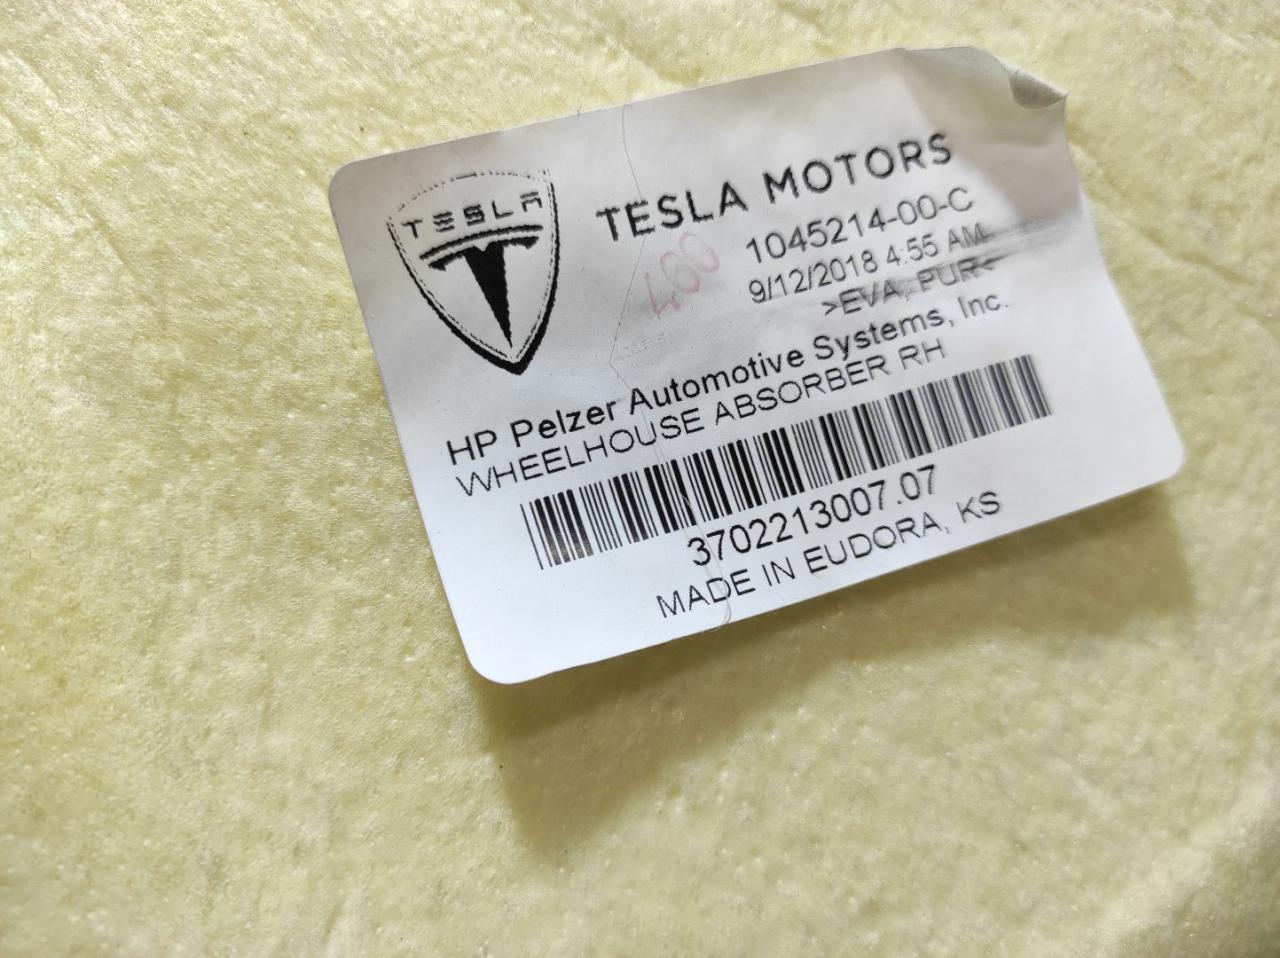 TESLA
TESLA MOTORS
1045214-00-C
9/12/2018 4:55 AM
>EVA, PUR<
HP Pelzer Automotive Systems, Inc.
WHEELHOUSE ABSORBER RH
3702213007.07
MADE IN EUDORA, KS